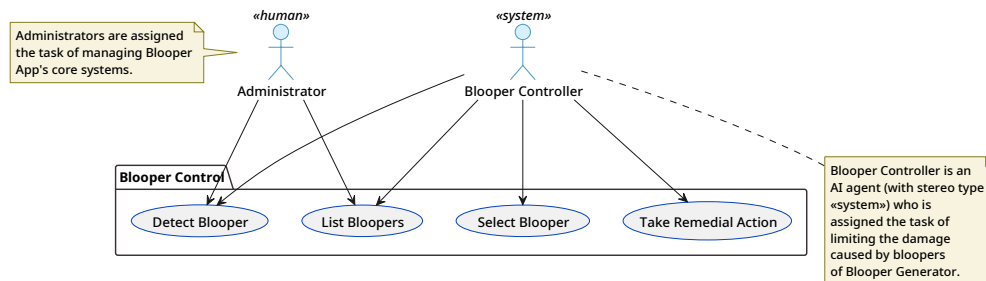 «human»
«system»
Administrators are assigned
the task of managing Blooper
App's core systems.
Administrator
Blooper Controller
Blooper Control
Detect Blooper
List Bloopers
Select Blooper
Take Remedial Action
Blooper Controller is an
AI agent (with stereo type
«system») who is
assigned the task of
limiting the damage
caused by bloopers
of Blooper Generator.